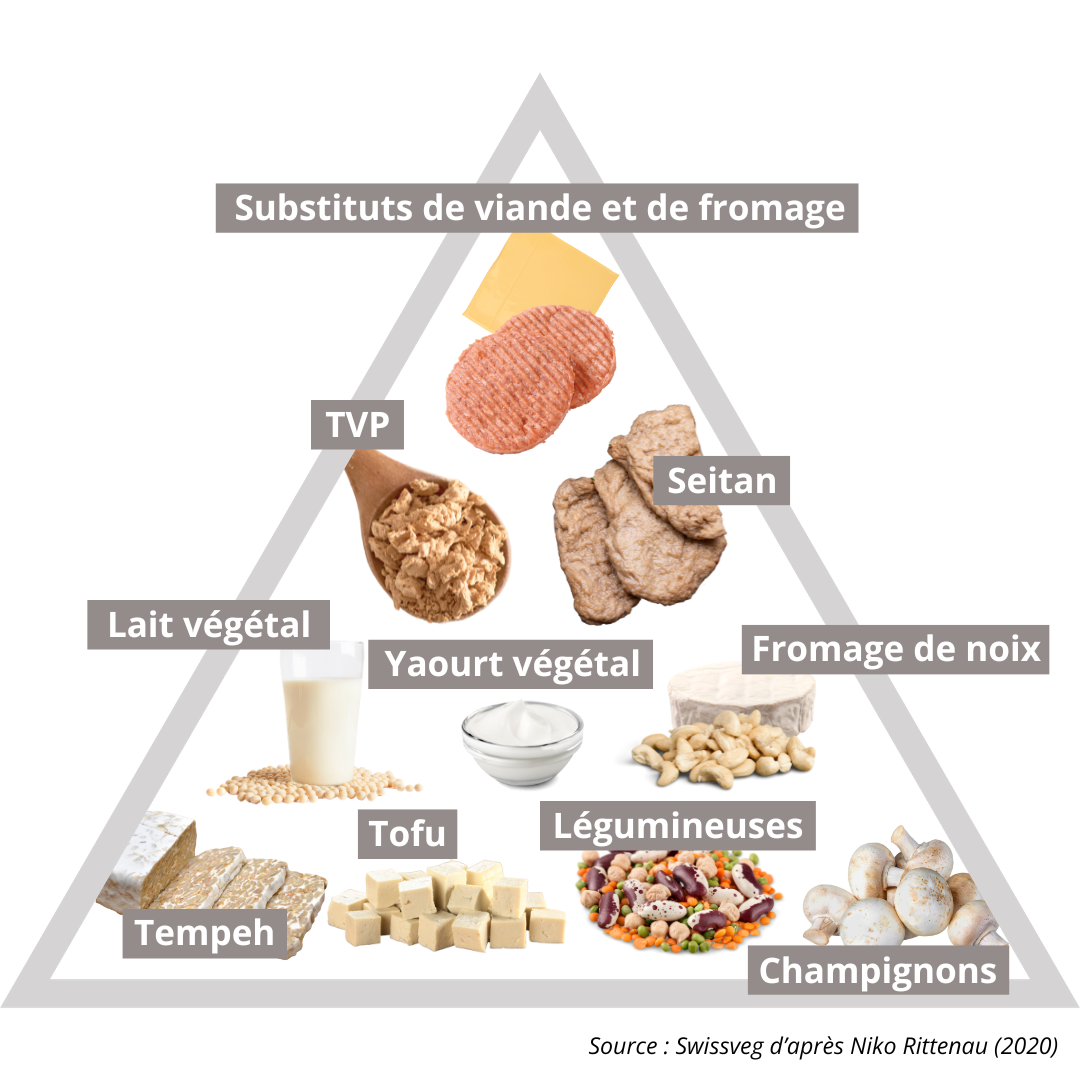 Substituts de viande et de fromage
TVP
Seitan
Lait végétal
Yaourt végétal
Fromage de noix
Tofu
Légumineuses
Tempeh
Champignons
Source : Swissveg d’après Niko Rittenau (2020)